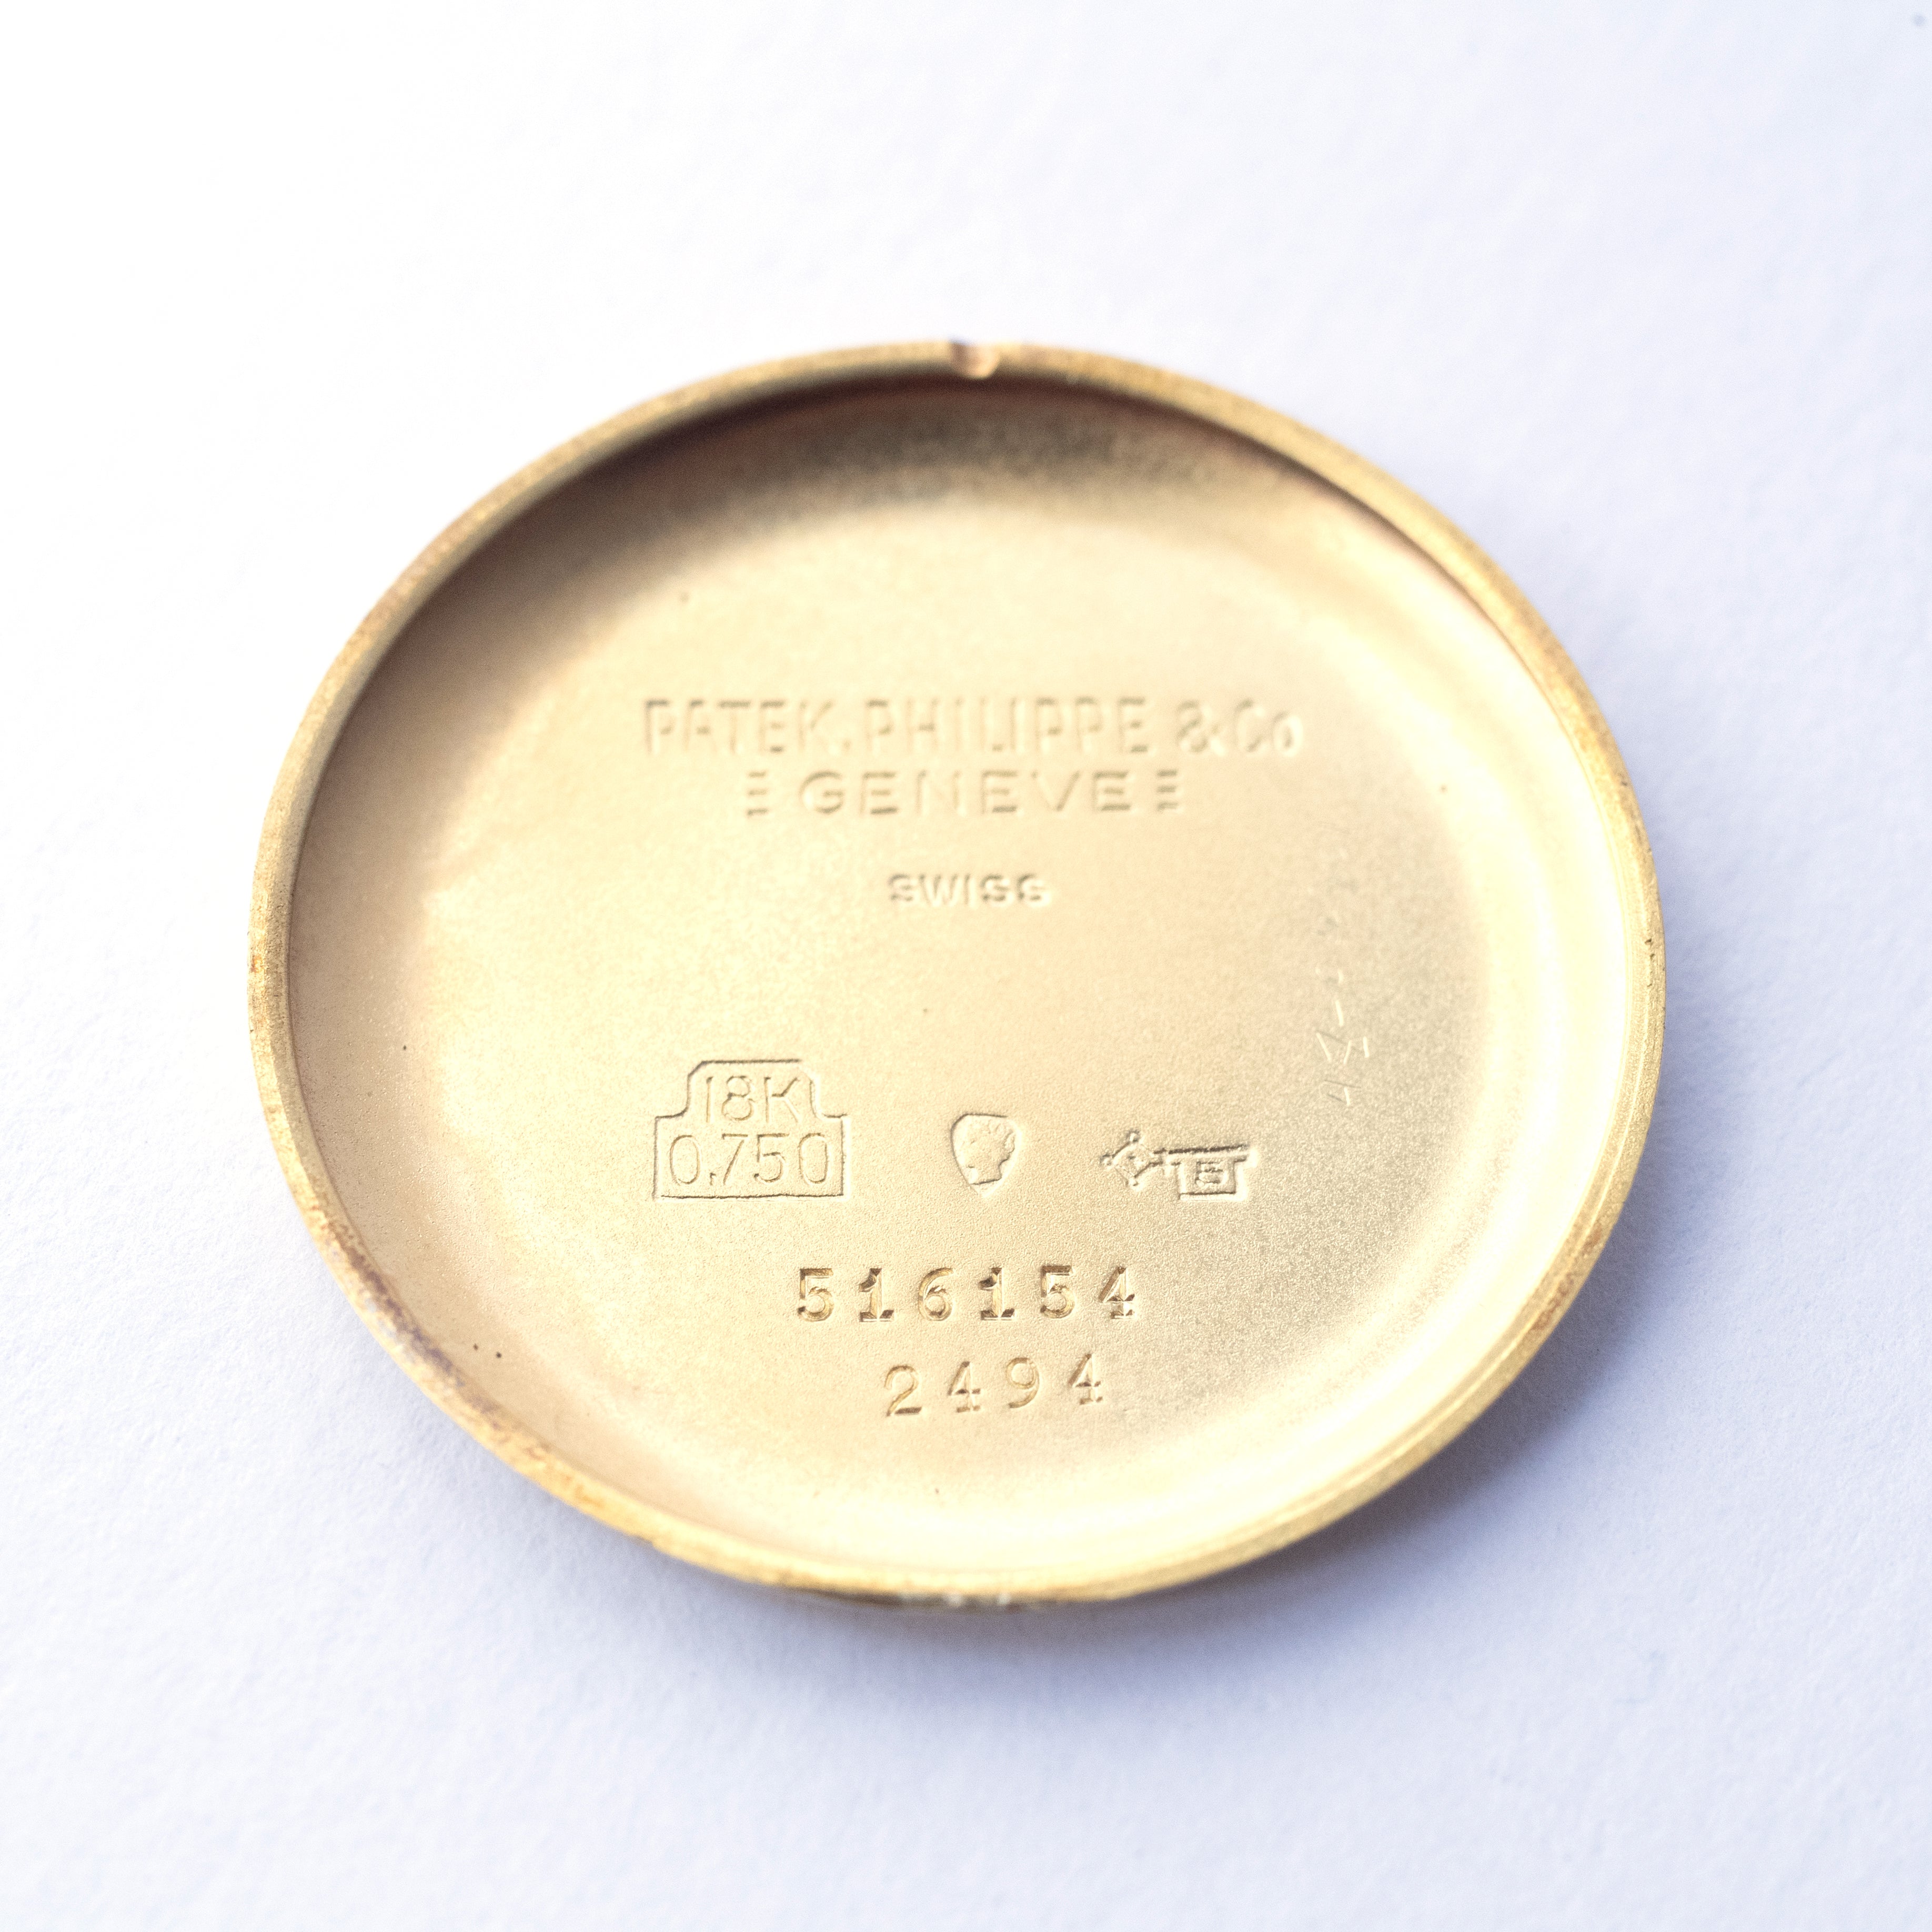 PATEK, PHILIPPE & Co
GENEVE
SWISS
18K
0,750
516154
2494